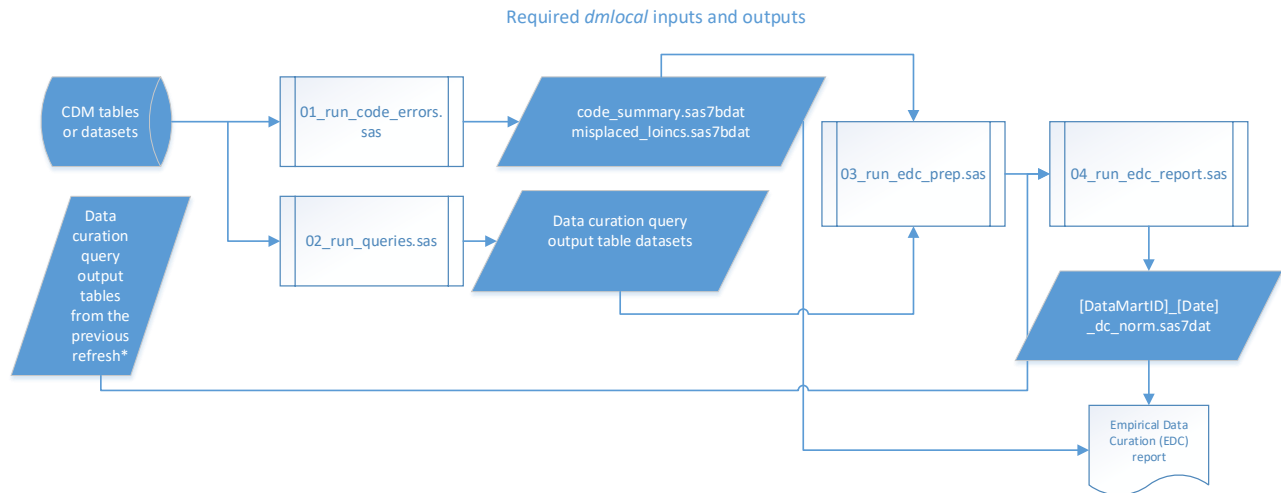 Required dmlocal inputs and outputs
CDM tables
or datasets
01_run_code_errors.
sas
code_summary.sas7bdat
misplaced_loincs.sas7bdat
03_run_edc_prep.sas
04_run_edc_report.sas
Data
curation
query
output
tables
from the
previous
refresh*
02_run_queries.sas
Data curation query
output table datasets
[DataMartID]_[Date]
_dc_norm.sas7dat
Empirical Data
Curation (EDC)
report